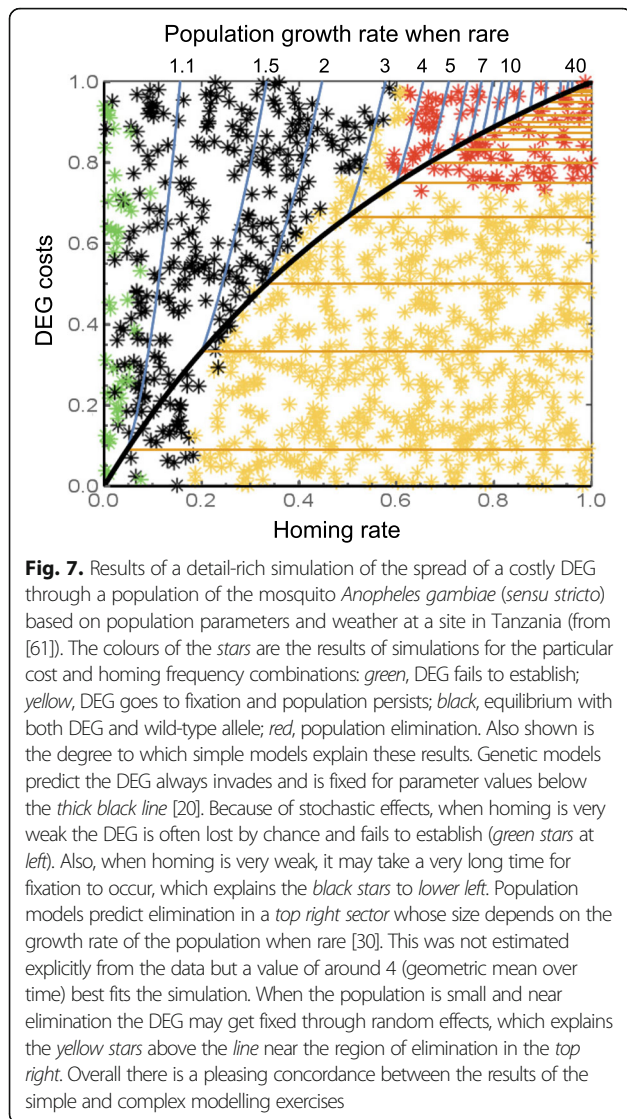 Population growth rate when rare
1.1 1.5 2 3 4 5 7 10 40
1.0
0.8
0.6
0.4
0.2
0.0
DEG costs
0.0 0.2 0.4 0.6 0.8 1.0
Homing rate
Fig. 7. Results of a detail-rich simulation of the spread of a costly DEG
through a population of the mosquito Anopheles gambiae (sensu stricto)
based on population parameters and weather at a site in Tanzania (from
[61]). The colours of the stars are the results of simulations for the particular
cost and homing frequency combinations: green, DEG fails to establish;
yellow, DEG goes to fixation and population persists; black, equilibrium with
both DEG and wild-type allele; red, population elimination. Also shown is
the degree to which simple models explain these results. Genetic models
predict the DEG always invades and is fixed for parameter values below
the thick black line [20]. Because of stochastic effects, when homing is very
weak the DEG is often lost by chance and fails to establish (green stars at
left). Also, when homing is very weak, it may take a very long time for
fixation to occur, which explains the black stars to lower left. Population
models predict elimination in a top right sector whose size depends on the
growth rate of the population when rare [30]. This was not estimated
explicitly from the data but a value of around 4 (geometric mean over
time) best fits the simulation. When the population is small and near
elimination the DEG may get fixed through random effects, which explains
the yellow stars above the line near the region of elimination in the top
right. Overall there is a pleasing concordance between the results of the
simple and complex modelling exercises